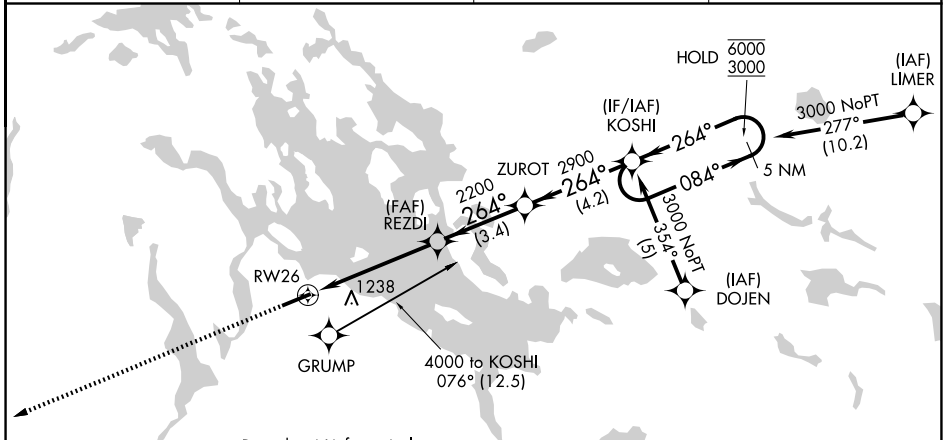 HOLD 6000
3000
(IAF)
LIMER
3000 NoPT
277°
(10.2)
(IF/IAF)
KOSHI
264°
084°
5 NM
ZUROT
2900
264°
(4.2)
2200
264°
(3.4)
(FAF)
REZDI
3000 NoPT
354°
(5)
(IAF)
DOJEN
RW26
1238
GRUMP
4000 to KOSHI
076° (12.5)